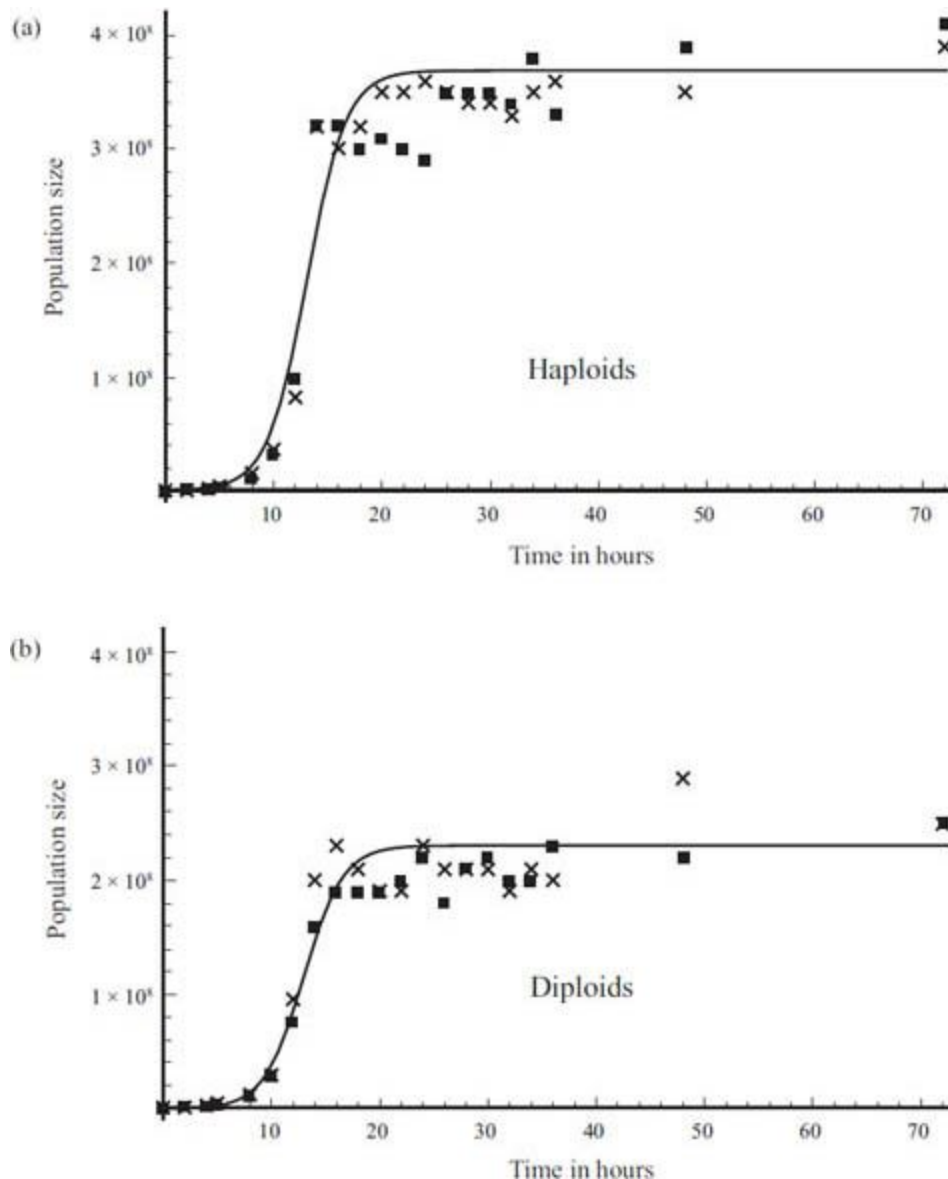 (a)
4 × 10⁸
3 × 10⁸
2 × 10⁸
1 × 10⁸
Population size
Haploids
10 20 30 40 50 60 70
Time in hours
(b)
4 × 10⁸
3 × 10⁸
2 × 10⁸
1 × 10⁸
Population size
Diploids
10 20 30 40 50 60 70
Time in hours